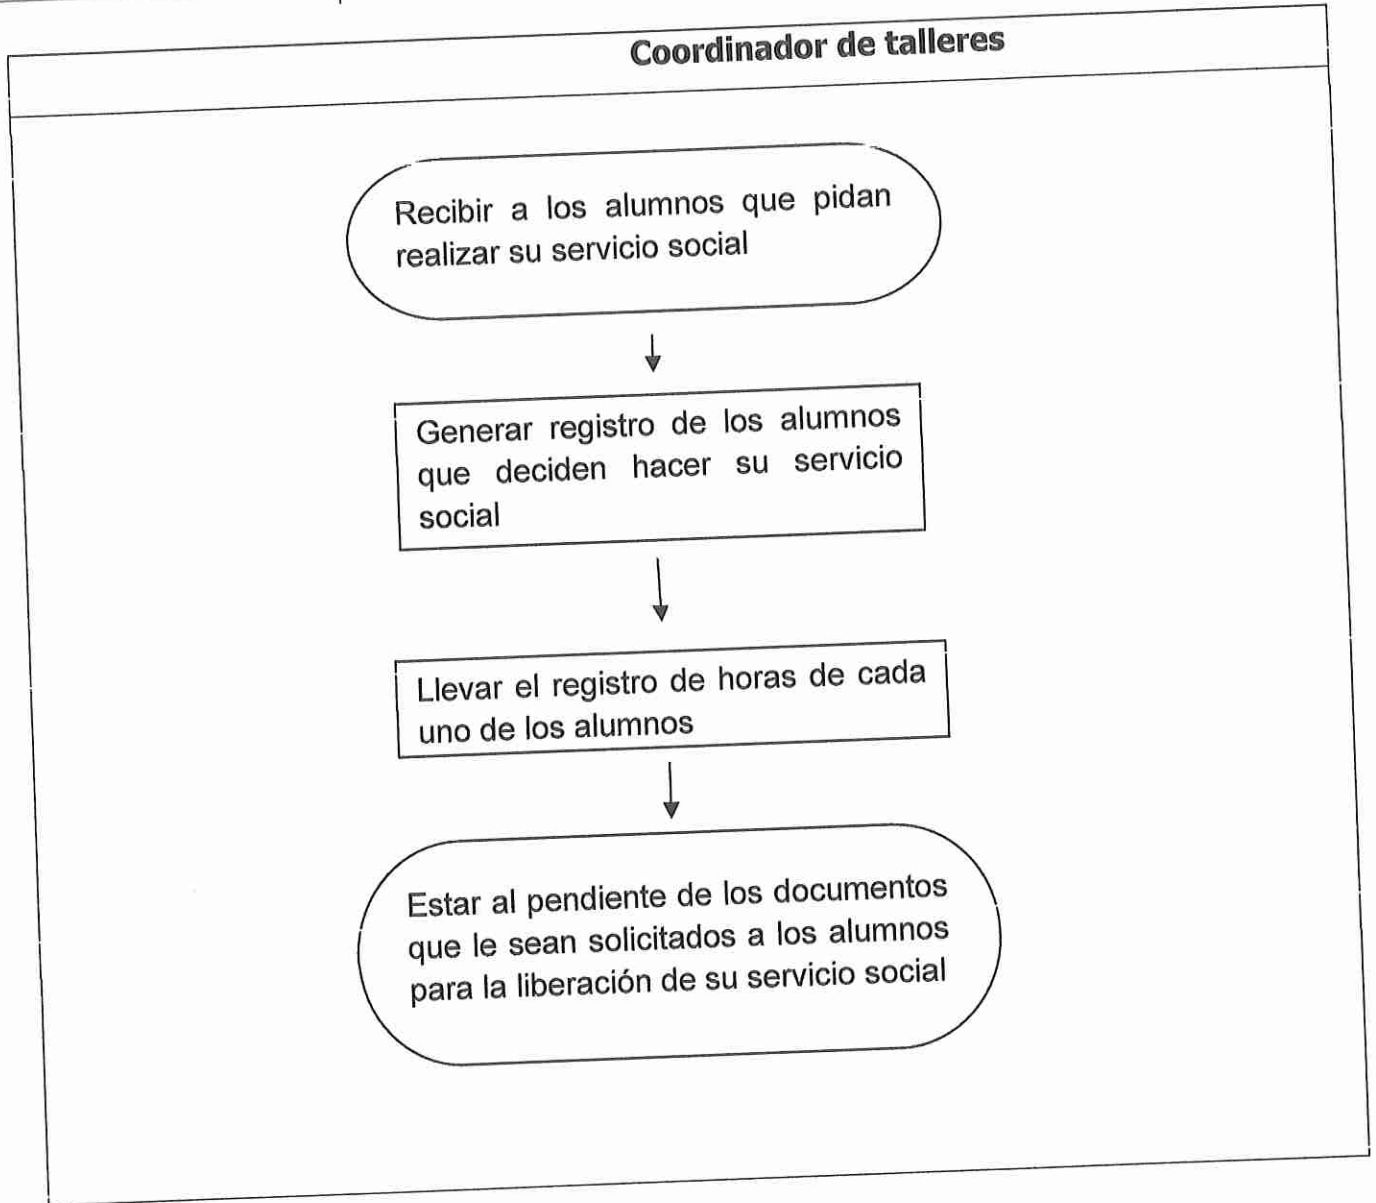 Coordinador de talleres
Recibir a los alumnos que pidan
realizar su servicio social
Generar registro de los alumnos
que deciden hacer su servicio
social
Llevar el registro de horas de cada
uno de los alumnos
Estar al pendiente de los documentos
que le sean solicitados a los alumnos
para la liberación de su servicio social